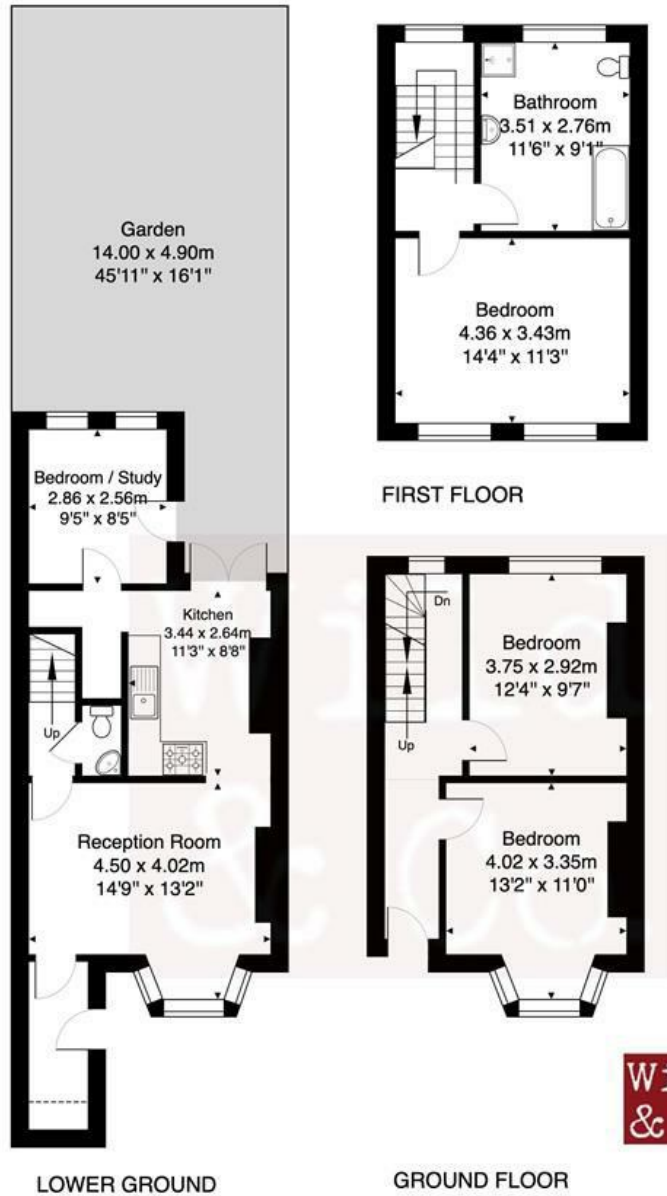 Garden
14.00 x 4.90m
45'11" x 16'1"
Bedroom / Study
2.86 x 2.56m
9'5" x 8'5"
Kitchen
3.44 x 2.64m
11'3" x 8'8"
Up
Reception Room
4.50 x 4.02m
14'9" x 13'2"
LOWER GROUND
Bathroom
3.51 x 2.76m
11'6" x 9'1"
Bedroom
4.36 x 3.43m
14'4" x 11'3"
FIRST FLOOR
Dn
Up
Bedroom
3.75 x 2.92m
12'4" x 9'7"
Bedroom
4.02 x 3.35m
13'2" x 11'0"
GROUND FLOOR
Wild
& Co
Wi
&